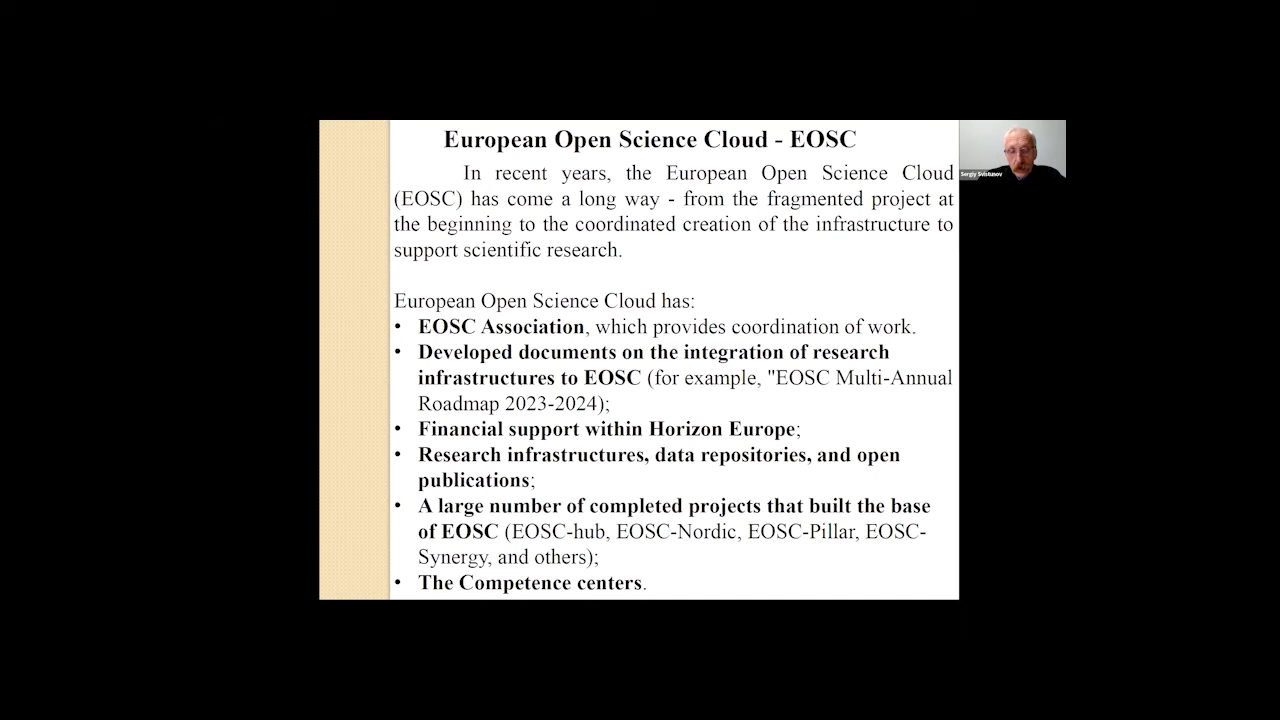 European Open Science Cloud - EOSC
In recent years, the European Open Science Cloud
(EOSC) has come a long way - from the fragmented project at
the beginning to the coordinated creation of the infrastructure to
support scientific research.
European Open Science Cloud has:
• EOSC Association, which provides coordination of work.
• Developed documents on the integration of research
infrastructures to EOSC (for example, "EOSC Multi-Annual
Roadmap 2023-2024);
• Financial support within Horizon Europe;
• Research infrastructures, data repositories, and open
publications;
• A large number of completed projects that built the base
of EOSC (EOSC-hub, EOSC-Nordic, EOSC-Pillar, EOSC-
Synergy, and others);
• The Competence centers.
Sergiy Svistunov